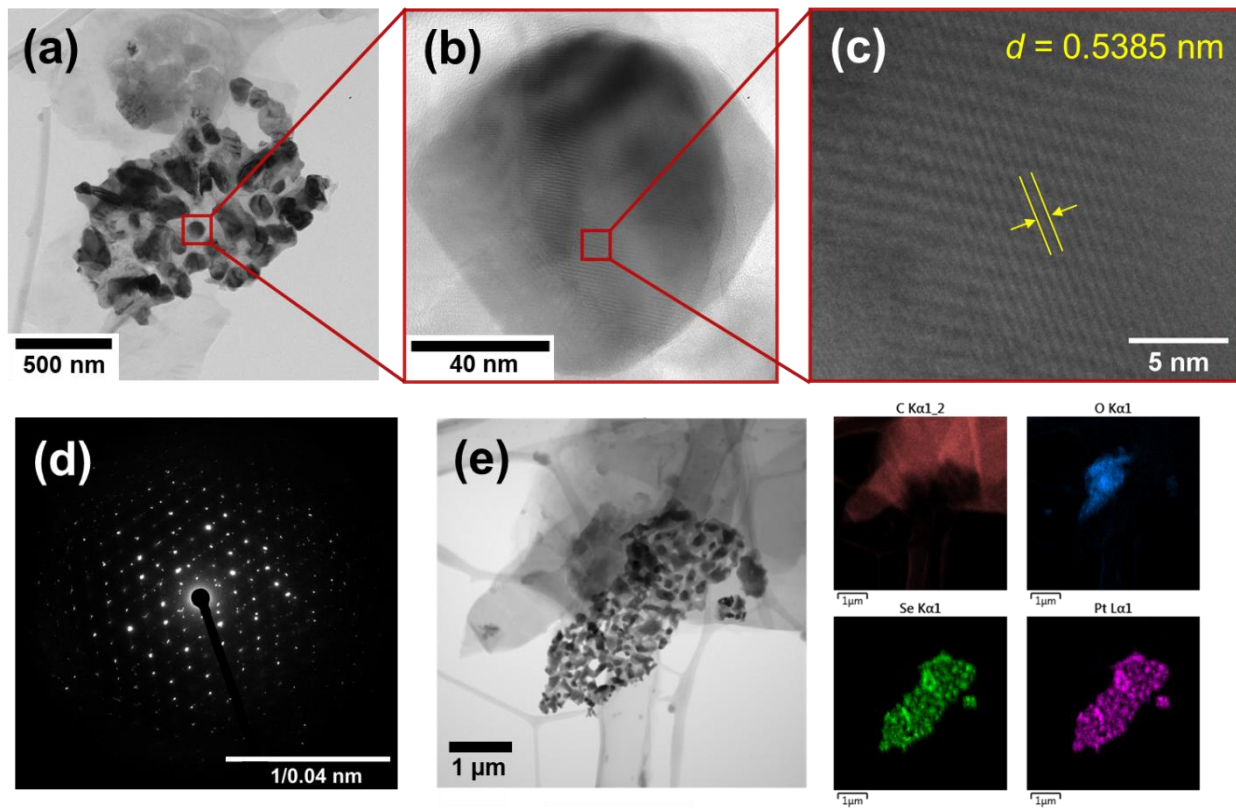 (a)
500 nm
(b)
40 nm
(c)
d = 0.5385 nm
5 nm
(d)
1/0.04 nm
(e)
1 μm
C Kα1_2
1μm
O Kα1
1μm
Se Kα1
1μm
Pt Lα1
1μm